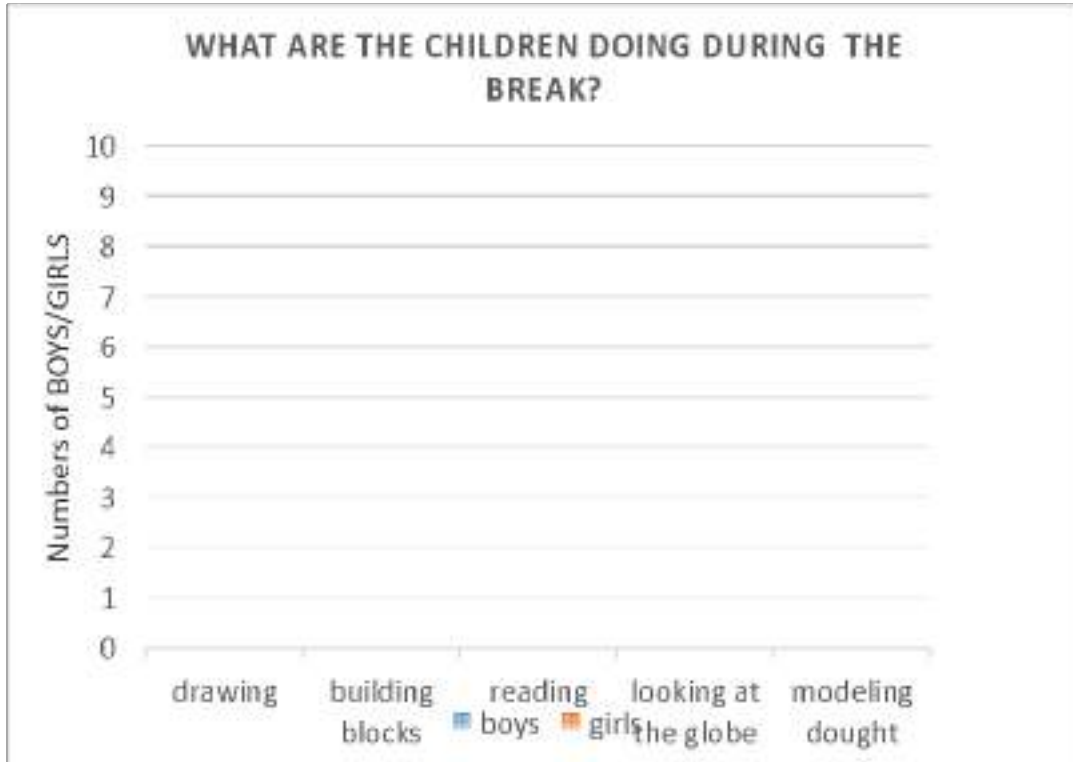 WHAT ARE THE CHILDREN DOING DURING THE
BREAK?
Numbers of BOYS/GIRLS
10
9
8
7
6
5
4
3
2
1
0
drawing
building
blocks
reading
looking at
the globe
modeling
dought
boys
girls